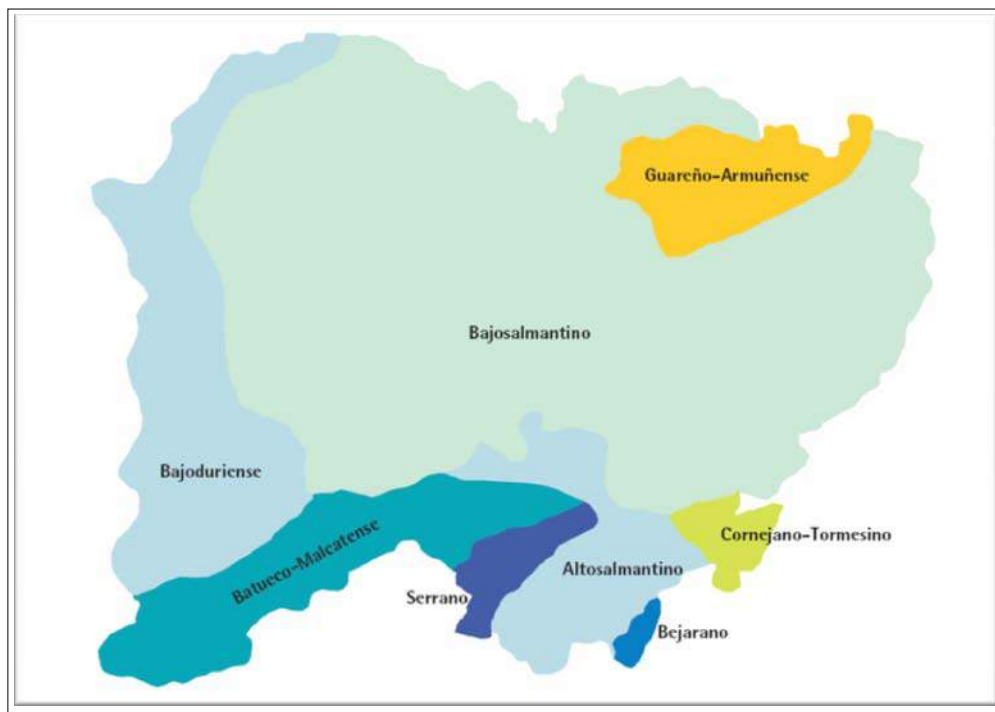 Guareño-Armuñense
Bajosalmantino
Bajoduriense
Batueco-Malcatense
Cornejano-Tormesino
Altosalmantino
Serrano
Bejarano